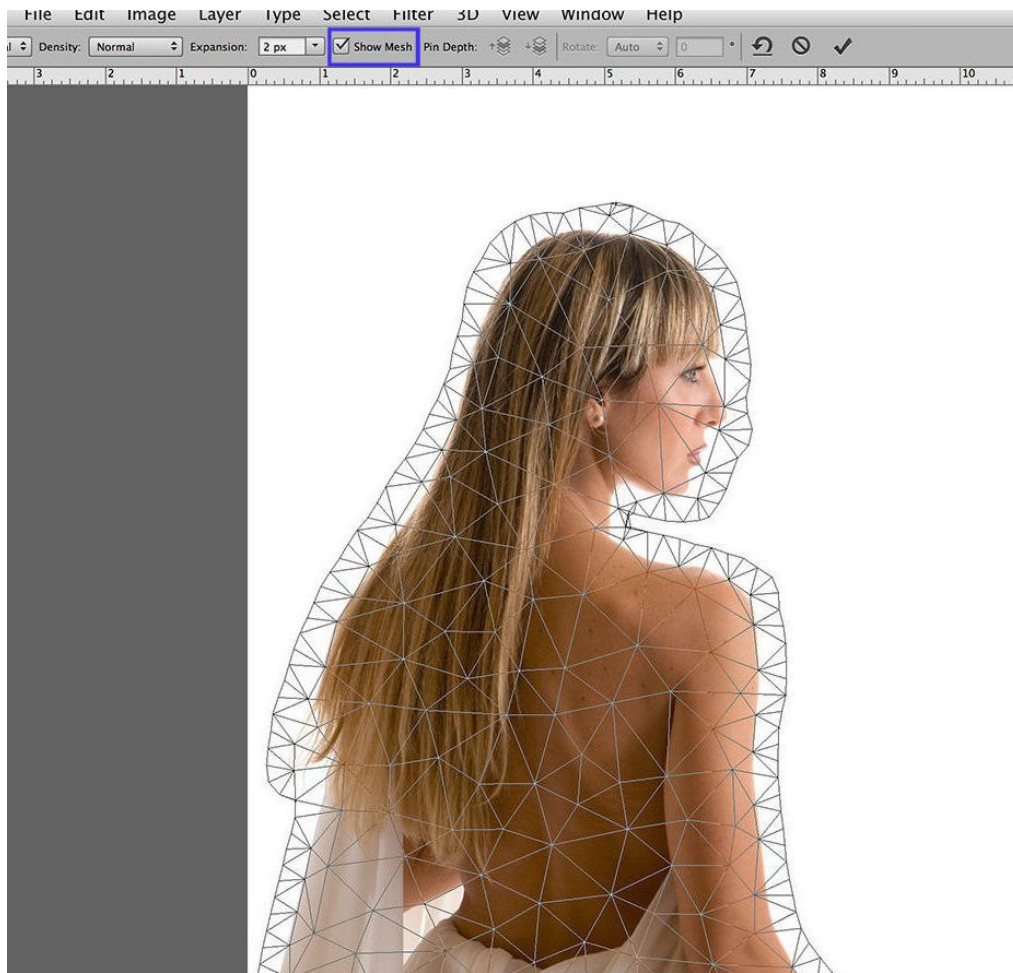 File Edit Image Layer Type Select Filter 3D View Window Help
Density: Normal Expansion: 2 px Show Mesh Pin Depth: Rotate: Auto 0 °
3 2 1 0 1 2 3 4 5 6 7 8 9 10